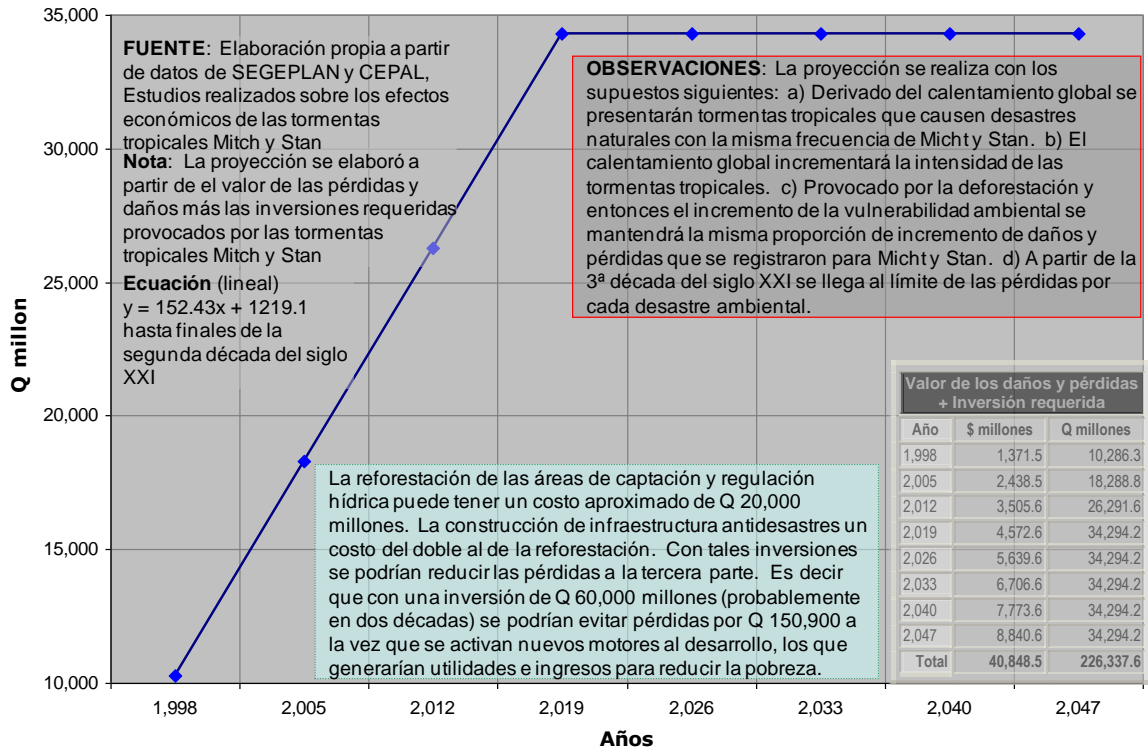 35,000
30,000
25,000
20,000
15,000
10,000
Q millon
FUENTE: Elaboración propia a partir
de datos de SEGEPLAN y CEPAL,
Estudios realizados sobre los efectos
económicos de las tormentas
tropicales Mitch y Stan
Nota: La proyección se elaboró a
partir de el valor de las pérdidas y
daños más las inversiones requeridas
provocados por las tormentas
tropicales Mitch y Stan
Ecuación (lineal)
y = 152.43x + 1219.1
hasta finales de la
segunda década del siglo
XXI
OBSERVACIONES: La proyección se realiza con los
supuestos siguientes: a) Derivado del calentamiento global se
presentarán tormentas tropicales que causen desastres
naturales con la misma frecuencia de Micht y Stan. b) El
calentamiento global incrementará la intensidad de las
tormentas tropicales. c) Provocado por la deforestación y
entonces el incremento de la vulnerabilidad ambiental se
mantendrá la misma proporción de incremento de daños y
pérdidas que se registraron para Micht y Stan. d) A partir de la
3ª década del siglo XXI se llega al límite de las pérdidas por
cada desastre ambiental.
La reforestación de las áreas de captación y regulación
hídrica puede tener un costo aproximado de Q 20,000
millones. La construcción de infraestructura antidesastres un
costo del doble al de la reforestación. Con tales inversiones
se podrían reducir las pérdidas a la tercera parte. Es decir
que con una inversión de Q 60,000 millones (probablemente
en dos décadas) se podrían evitar pérdidas por Q 150,900 a
la vez que se activan nuevos motores al desarrollo, los que
generarían utilidades e ingresos para reducir la pobreza.
Valor de los daños y pérdidas
+ Inversión requerida
Año $ millones Q millones
1,998 1,371.5 10,286.3
2,005 2,438.5 18,288.8
2,012 3,505.6 26,291.6
2,019 4,572.6 34,294.2
2,026 5,639.6 34,294.2
2,033 6,706.6 34,294.2
2,040 7,773.6 34,294.2
2,047 8,840.6 34,294.2
Total 40,848.5 226,337.6
1,998 2,005 2,012 2,019 2,026 2,033 2,040 2,047
Años